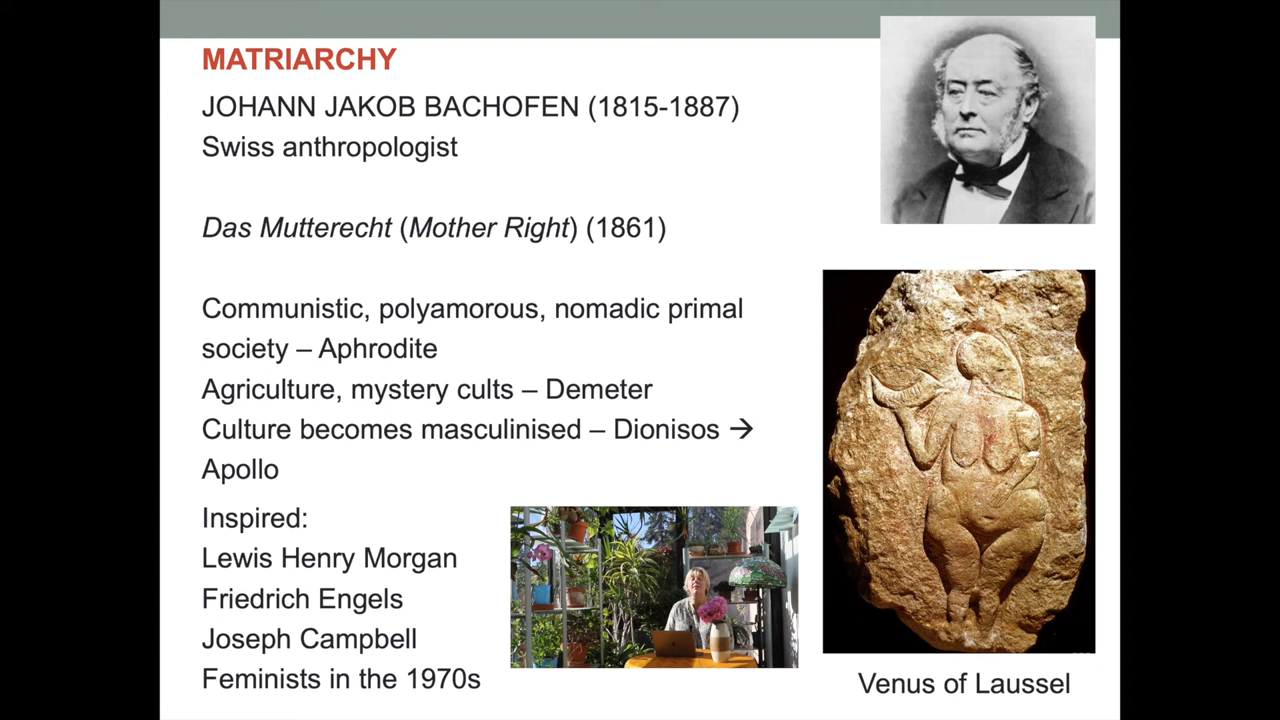 MATRIARCHY
JOHANN JAKOB BACHOFEN (1815-1887)
Swiss anthropologist
Das Mutterecht (Mother Right) (1861)
Communistic, polyamorous, nomadic primal
society – Aphrodite
Agriculture, mystery cults – Demeter
Culture becomes masculinised – Dionisos →
Apollo
Inspired:
Lewis Henry Morgan
Friedrich Engels
Joseph Campbell
Feminists in the 1970s
Venus of Laussel